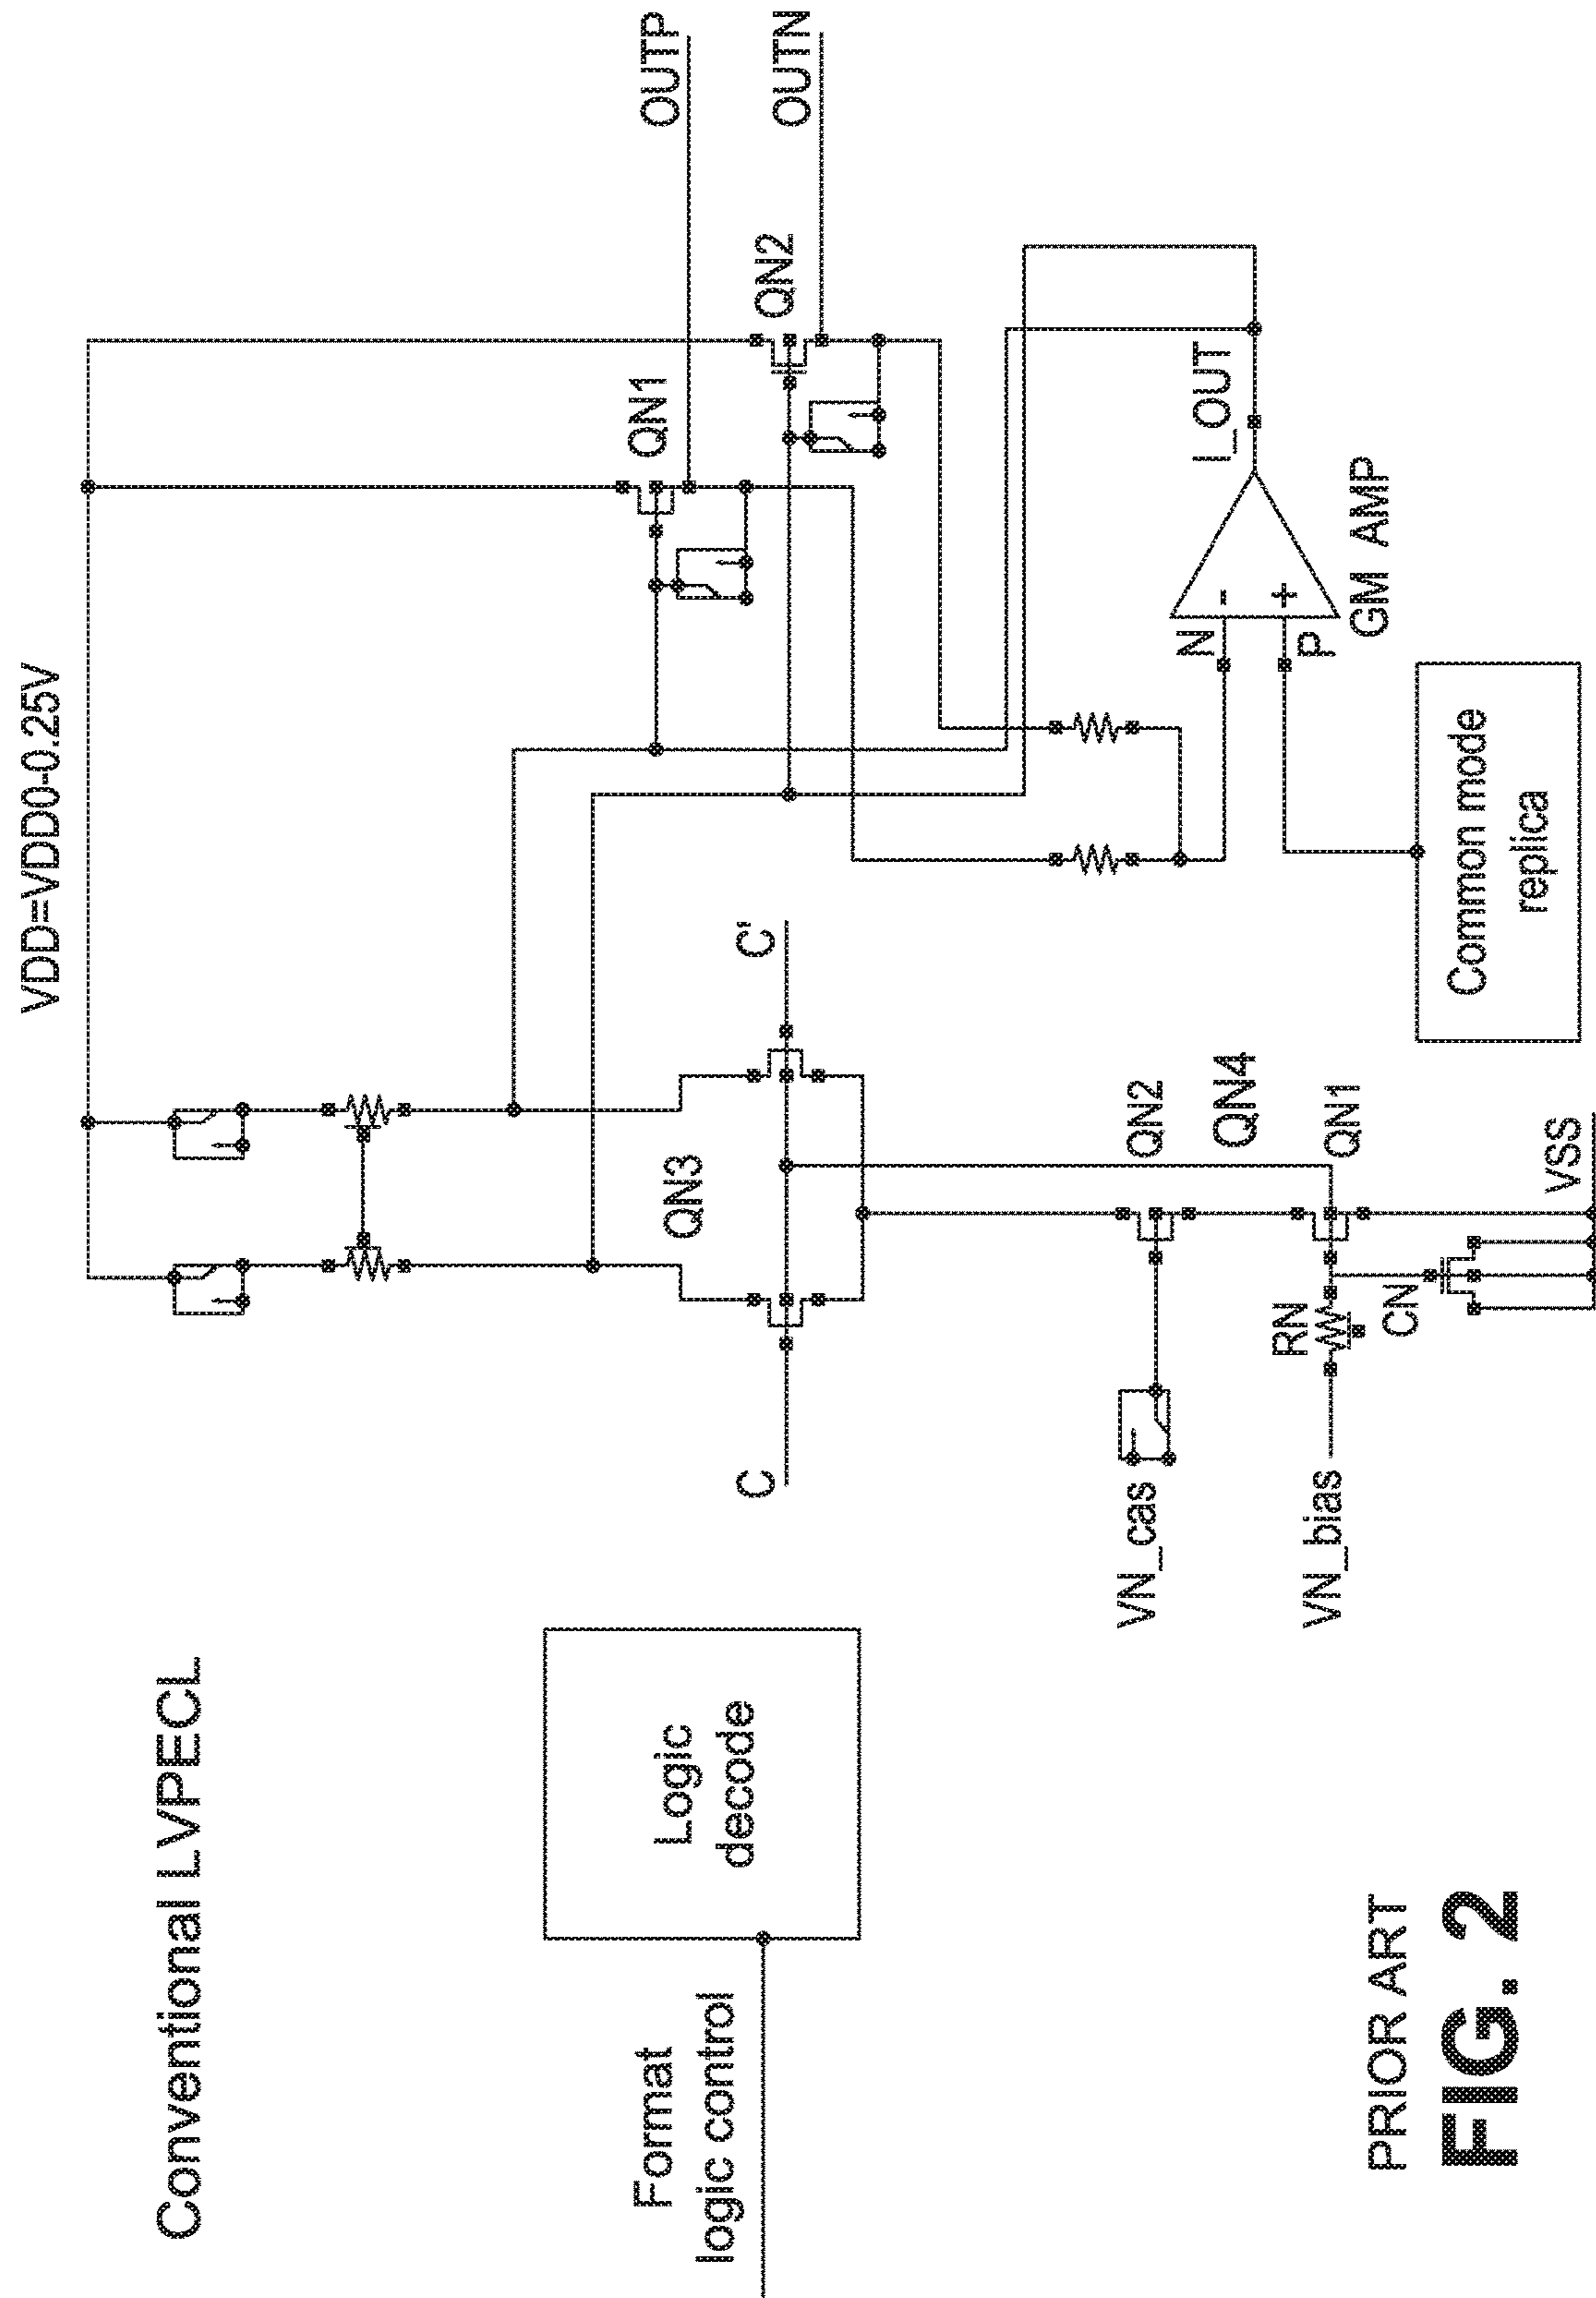 Conventional LVPECL
VDD=VDD0-0.25V
Format
logic control
Logic
decode
C
C'
QN3
QN1
OUTP
QN2
OUTN
VN_cas
QN2
QN4
VN_bias
RN
QN1
CN
VSS
N
-
P
+
I_OUT
GM AMP
Common mode
replica
PRIOR ART
FIG. 2